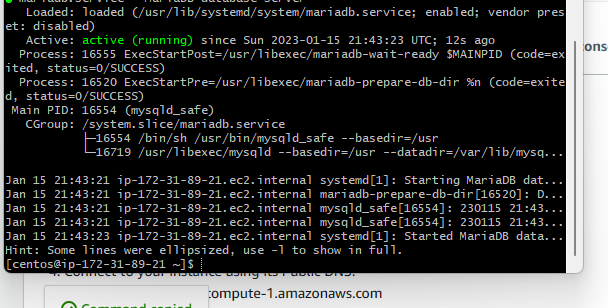 mariadb.service - MariaDB database server
Loaded: loaded (/usr/lib/systemd/system/mariadb.service; enabled; vendor pres
et: disabled)
Active: active (running) since Sun 2023-01-15 21:43:23 UTC; 12s ago
Process: 16555 ExecStartPost=/usr/libexec/mariadb-wait-ready $MAINPID (code=ex
ited, status=0/SUCCESS)
Process: 16520 ExecStartPre=/usr/libexec/mariadb-prepare-db-dir %n (code=exite
d, status=0/SUCCESS)
Main PID: 16554 (mysqld_safe)
CGroup: /system.slice/mariadb.service
├─16554 /bin/sh /usr/bin/mysqld_safe --basedir=/usr
└─16719 /usr/libexec/mysqld --basedir=/usr --datadir=/var/lib/mysq...
Jan 15 21:43:21 ip-172-31-89-21.ec2.internal systemd[1]: Starting MariaDB dat...
Jan 15 21:43:21 ip-172-31-89-21.ec2.internal mariadb-prepare-db-dir[16520]: D...
Jan 15 21:43:21 ip-172-31-89-21.ec2.internal mysqld_safe[16554]: 230115 21:43...
Jan 15 21:43:21 ip-172-31-89-21.ec2.internal mysqld_safe[16554]: 230115 21:43...
Jan 15 21:43:23 ip-172-31-89-21.ec2.internal systemd[1]: Started MariaDB data...
Hint: Some lines were ellipsized, use -l to show in full.
[centos@ip-172-31-89-21 ~]$
4. Connect to your instance using its Public DNS:
compute-1.amazonaws.com
Command copied